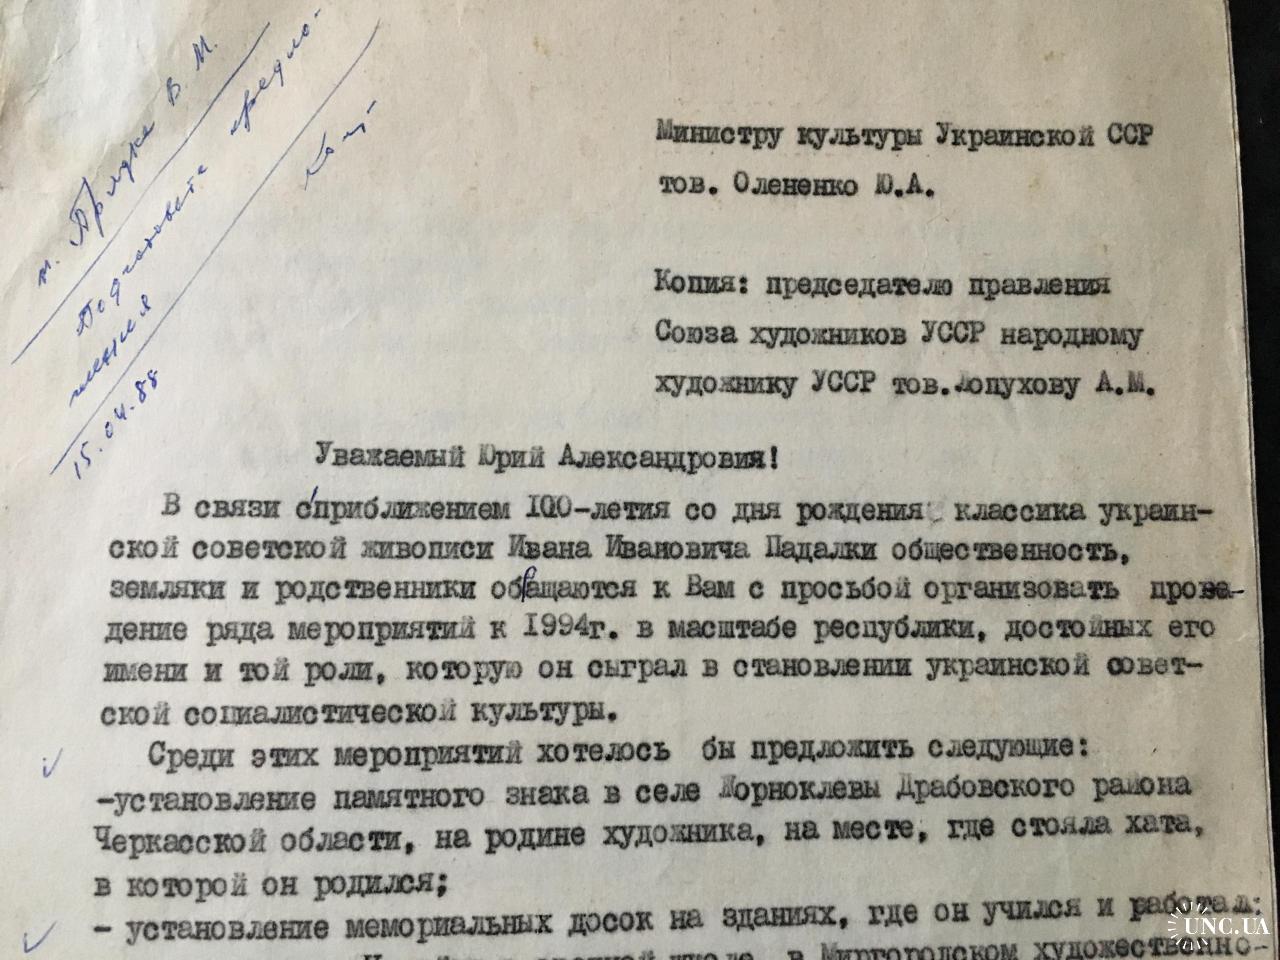 т. Прядке В. М.
Подготовьте предло-
жения
15.04.88
Министру культуры Украинской ССР
тов. Олененко Ю.А.
Копия: председателю правления
Союза художников УССР народному
художнику УССР тов.Лопухову А.М.
Уважаемый Юрий Александровия!
В связи с приближением 100-летия со дня рождения классика украин-
ской советской живописи Ивана Ивановича Падалки общественность,
земляки и родственники обращаются к Вам с просьбой организовать прове-
дение ряда мероприятий к 1994г. в масштабе республики, достойных его
имени и той роли, которую он сыграл в становлении украинской совет-
ской социалистической культуры.
Среди этих мероприятий хотелось бы предложить следующие:
-установление памятного знака в селе Жорноклевы Драбовского района
Черкасской области, на родине художника, на месте, где стояла хата,
в которой он родился;
- установление мемориальных досок на зданиях, где он учился и работал:
в Миргородском художественно-
UNC.UA